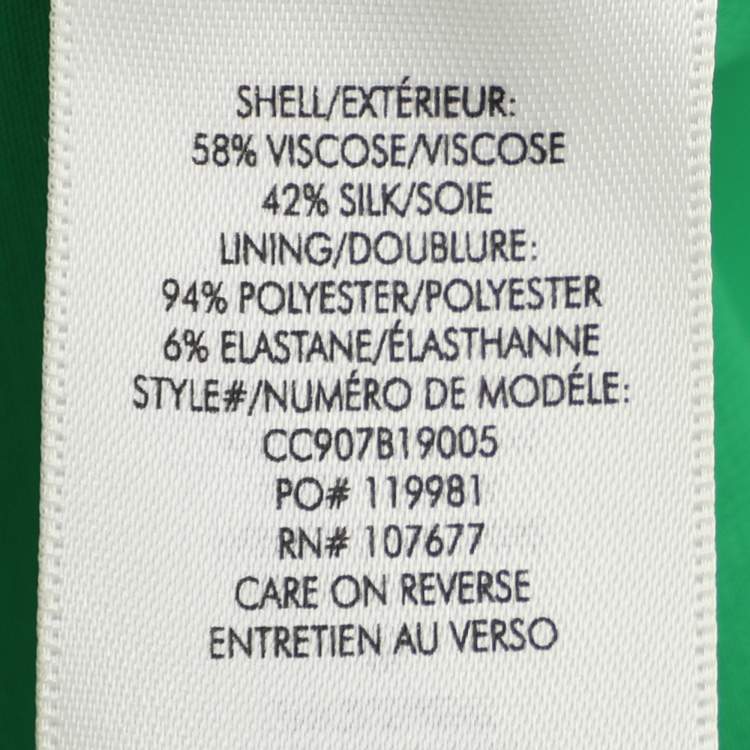 SHELL/EXTÉRIEUR:
58% VISCOSE/VISCOSE
42% SILK/SOIE
LINING/DOUBLURE:
94% POLYESTER/POLYESTER
6% ELASTANE/ÉLASTHANNE
STYLE#/NUMÉRO DE MODÉLE:
CC907B19005
PO# 119981
RN# 107677
CARE ON REVERSE
ENTRETIEN AU VERSO